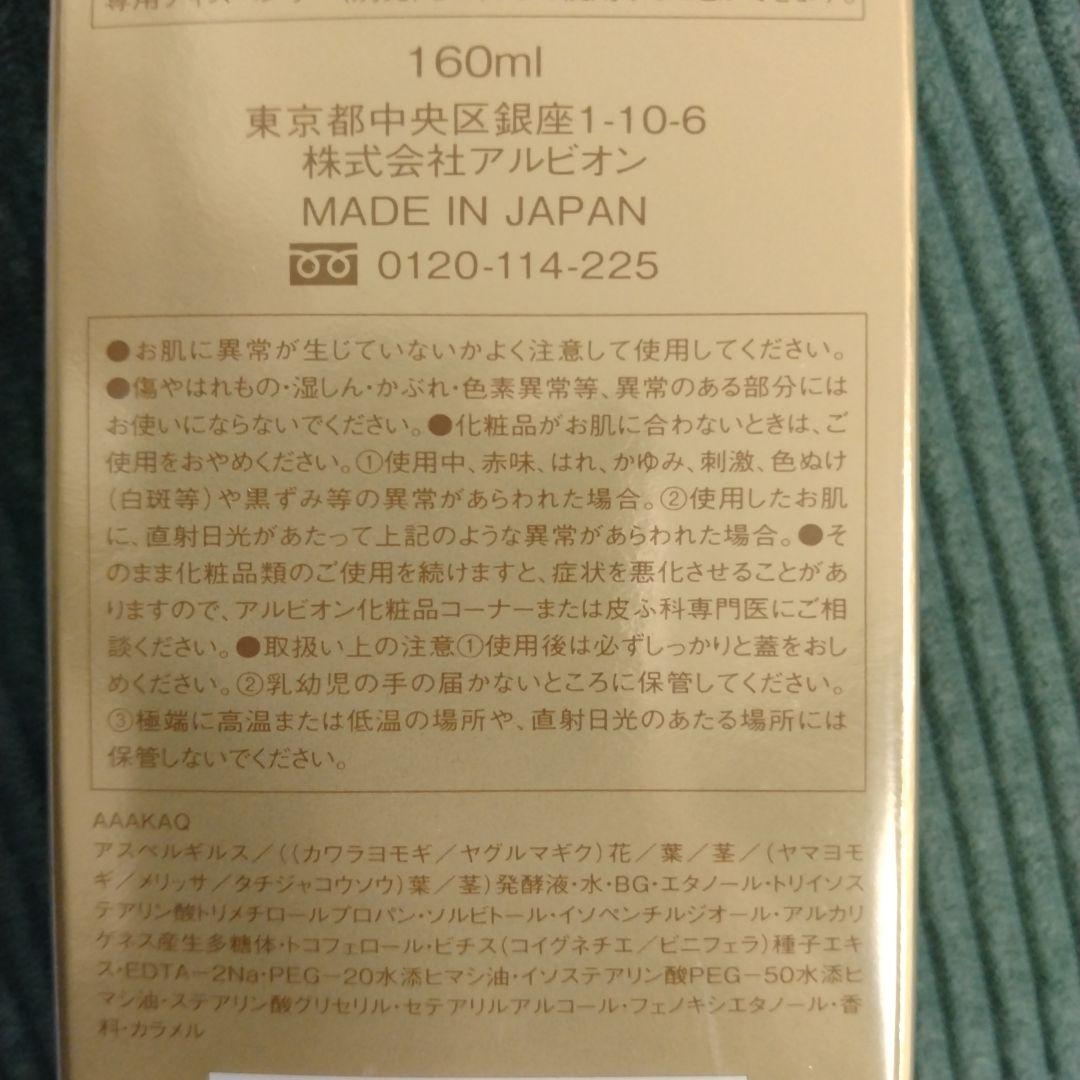 160ml
東京都中央区銀座1-10-6
株式会社アルビオン
MADE IN JAPAN
0120-114-225
●お肌に異常が生じていないかよく注意して使用してください。
●傷やはれもの・湿しん・かぶれ・色素異常等、異常のある部分には
お使いにならないでください。●化粧品がお肌に合わないときは、ご
使用をおやめください。①使用中、赤味、はれ、かゆみ、刺激、色ぬけ
(白斑等)や黒ずみ等の異常があらわれた場合。②使用したお肌
に、直射日光があたって上記のような異常があらわれた場合。●そ
のまま化粧品類のご使用を続けますと、症状を悪化させることがあ
りますので、アルビオン化粧品コーナーまたは皮ふ科専門医にご相
談ください。●取扱い上の注意①使用後は必ずしっかりと蓋をおし
めください。②乳幼児の手の届かないところに保管してください。
③極端に高温または低温の場所や、直射日光のあたる場所には
保管しないでください。
AAAKAQ
アスペルギルス/((カワラヨモギ/ヤグルマギク)花/葉/茎/(ヤマヨモ
ギ/メリッサ/タチジャコウソウ)葉/茎)発酵液・水・BG・エタノール・トリイソス
テアリン酸トリメチロールプロパン・ソルビトール・イソペンチルジオール・アルカリ
ゲネス産生多糖体・トコフェロール・ビチス(コイグネチエ/ビニフェラ)種子エキ
ス・EDTA-2Na・PEG-20水添ヒマシ油・イソステアリン酸PEG-50水添ヒ
マシ油・ステアリン酸グリセリル・セテアリルアルコール・フェノキシエタノール・香
料・カラメル